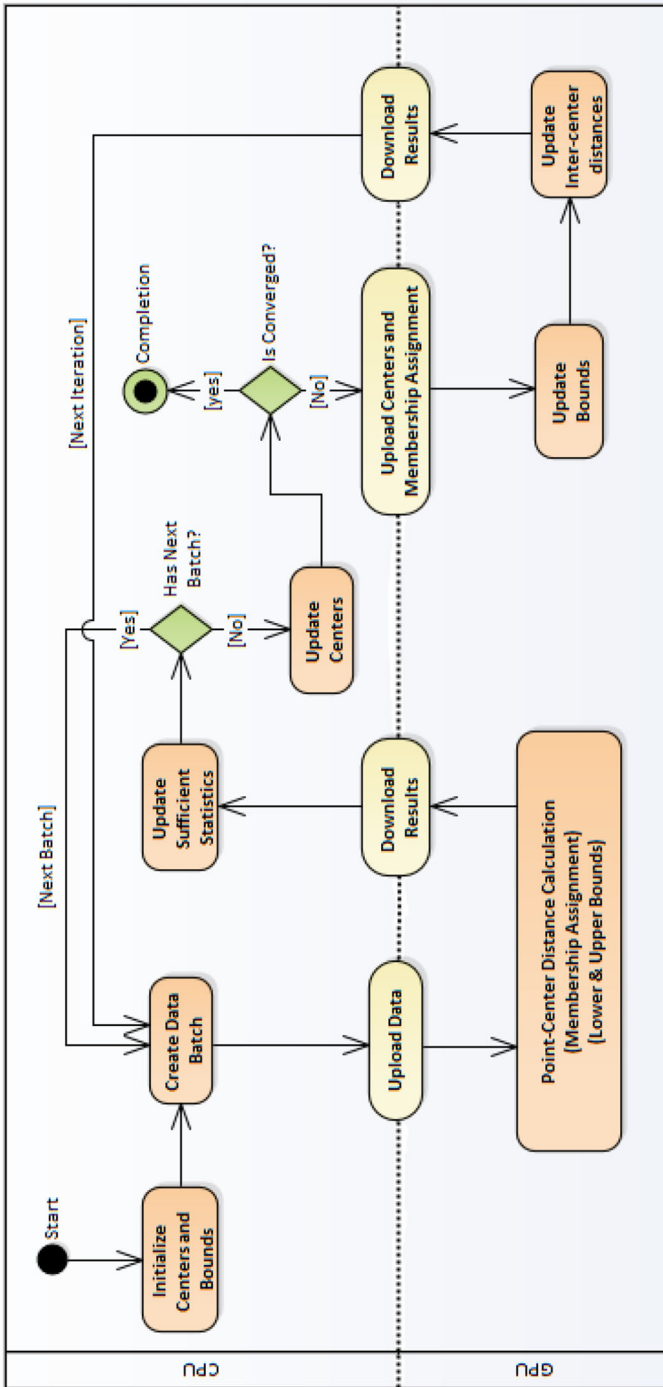 CPU
GPU
Start
Initialize
Centers and
Bounds
Create Data
Batch
[Next Batch]
Upload Data
Point-Center Distance Calculation
(Membership Assignment)
(Lower & Upper Bounds)
Download
Results
Update
Sufficient
Statistics
Has Next
Batch?
[Yes]
[No]
Update
Centers
Is Converged?
[yes]
[No]
Completion
[Next Iteration]
Upload Centers and
Membership Assignment
Update
Bounds
Update
Inter-center
distances
Download
Results